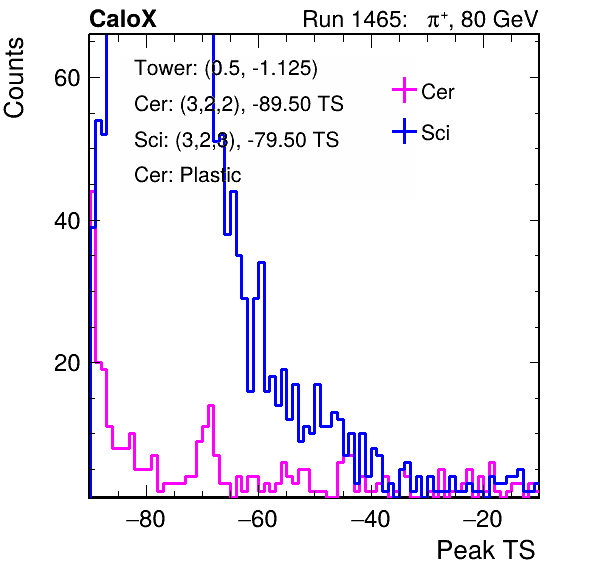 CaloX
Run 1465: π⁺, 80 GeV
Counts
Tower: (0.5, -1.125)
Cer: (3,2,2), -89.50 TS
Sci: (3,2,3), -79.50 TS
Cer: Plastic
Cer
Sci
60
40
20
−80
−60
−40
−20
Peak TS